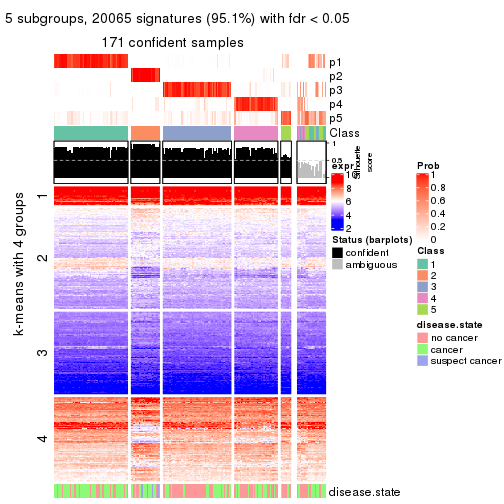 5 subgroups, 20065 signatures (95.1%) with fdr < 0.05
171 confident samples
p1
p2
p3
p4
p5
Class
1
0.5
0
Silhouette
score
k-means with 4 groups
1
2
3
4
expr
10
8
6
4
2
Status (barplots)
confident
ambiguous
Prob
1
0.8
0.6
0.4
0.2
0
Class
1
2
3
4
5
disease.state
no cancer
cancer
suspect cancer
disease.state